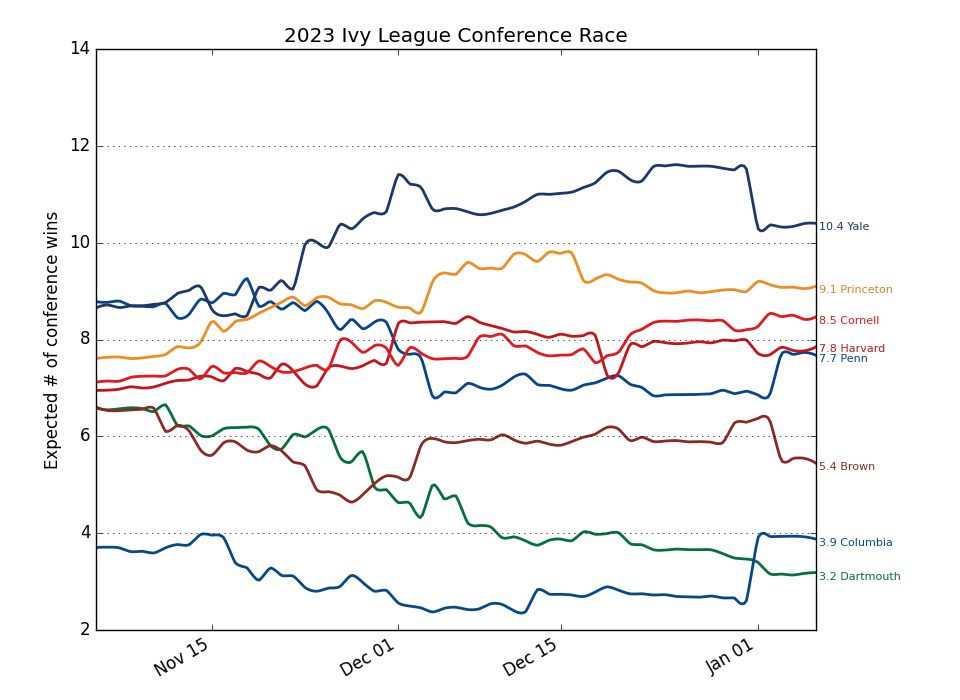 2023 Ivy League Conference Race
Expected # of conference wins
14
12
10
8
6
4
2
10.4 Yale
9.1 Princeton
8.5 Cornell
7.8 Harvard
7.7 Penn
5.4 Brown
3.9 Columbia
3.2 Dartmouth
Nov 15
Dec 01
Dec 15
Jan 01